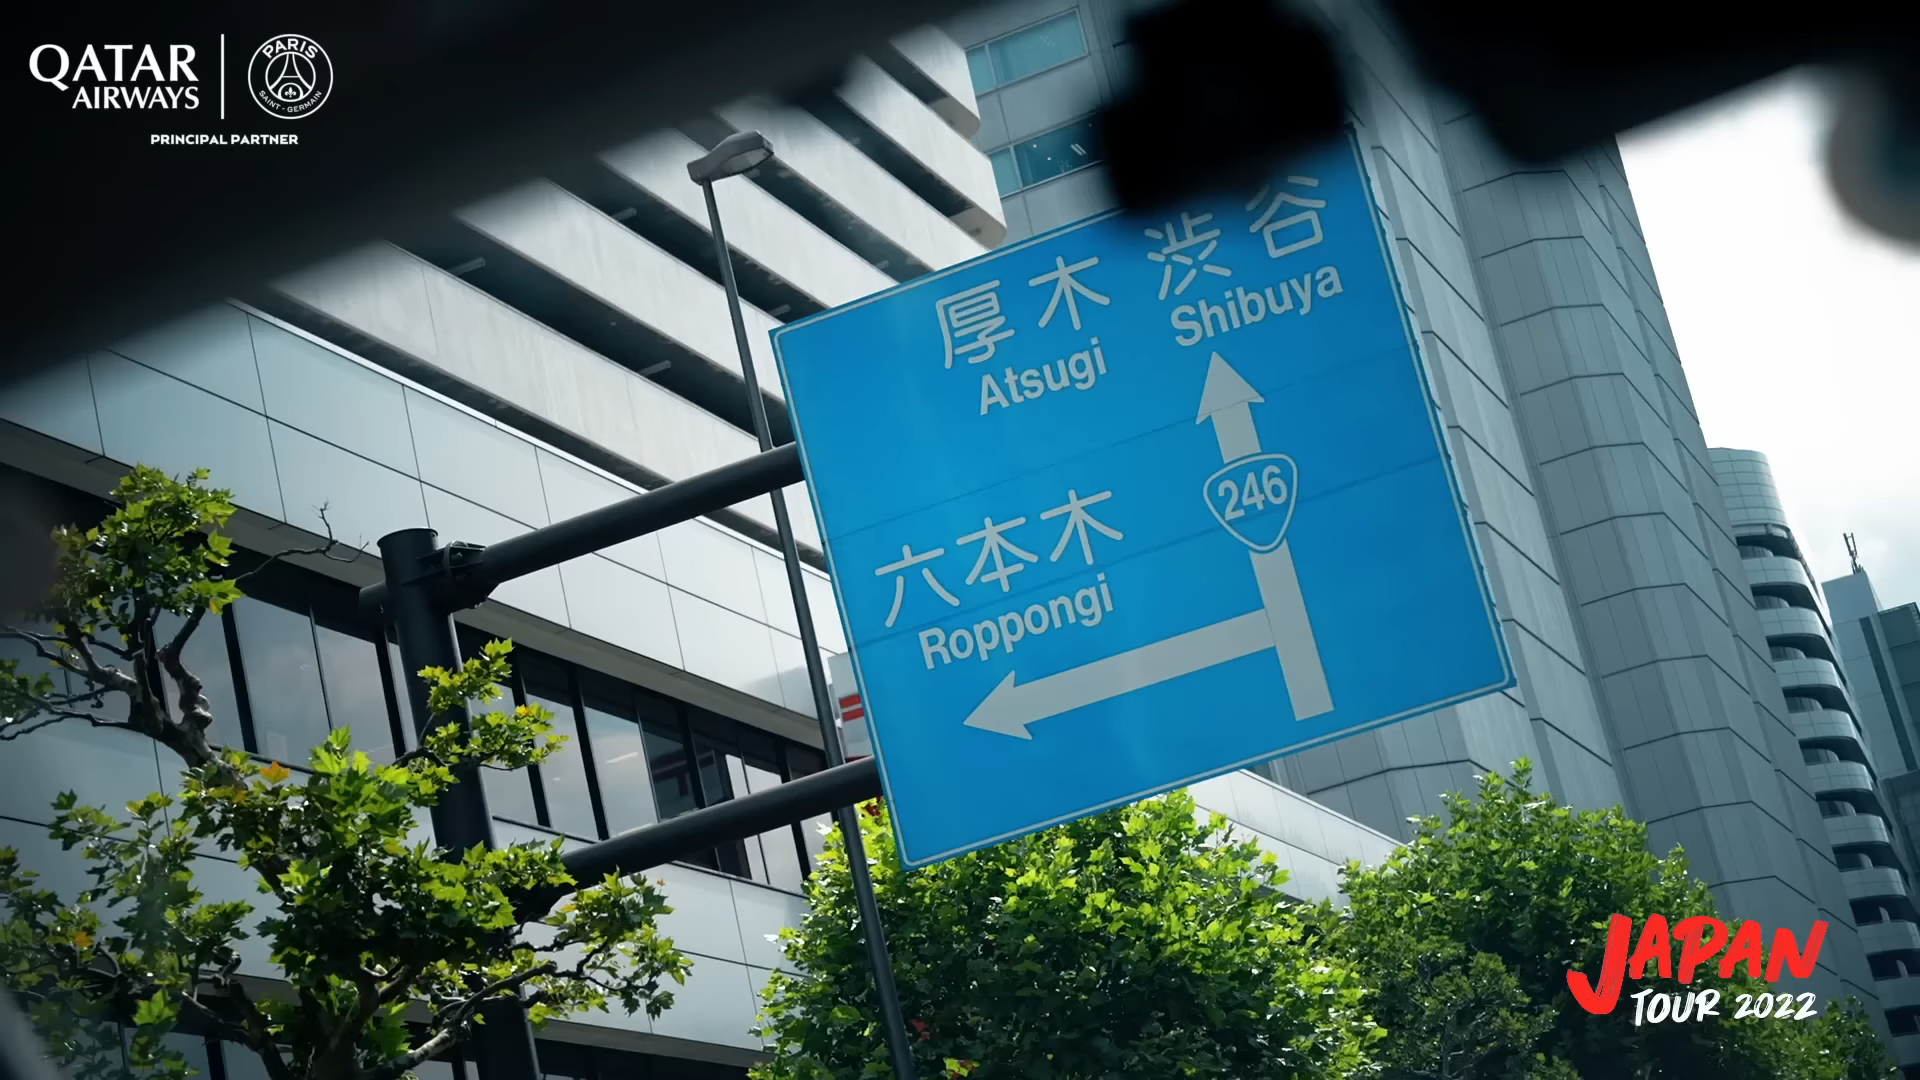 QATAR
AIRWAYS
PARIS
SAINT-GERMAIN
PRINCIPAL PARTNER
厚木 渋谷
Atsugi Shibuya
246
六本木
Roppongi
JAPAN
TOUR 2022